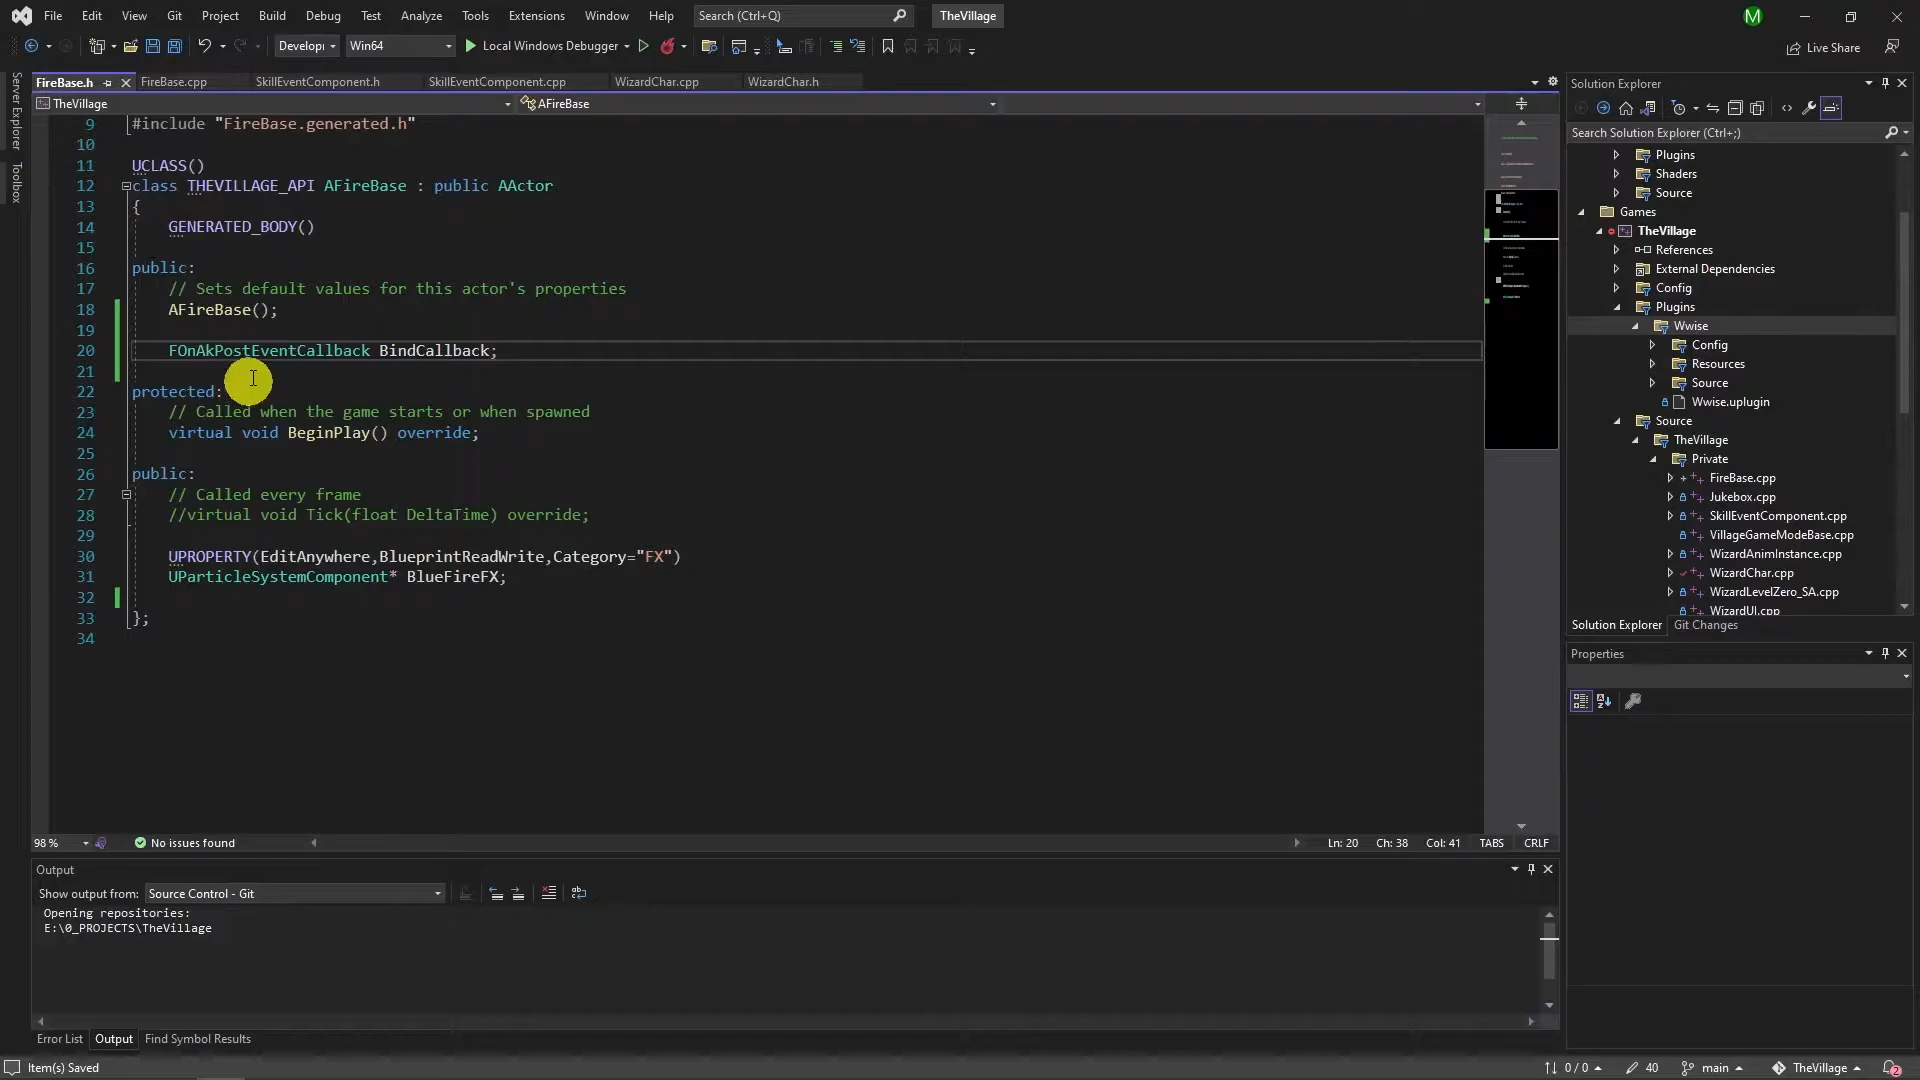 File Edit View Git Project Build Debug Test Analyze Tools Extensions Window Help Search (Ctrl+Q) TheVillage M
Develop Win64 Local Windows Debugger Live Share
Server Explorer
Toolbox
FireBase.h FireBase.cpp SkillEventComponent.h SkillEventComponent.cpp WizardChar.cpp WizardChar.h
TheVillage AFireBase
9 #include "FireBase.generated.h"
10
11 UCLASS()
12 class THEVILLAGE_API AFireBase : public AActor
13 {
14 GENERATED_BODY()
15
16 public:
17 // Sets default values for this actor's properties
18 AFireBase();
19
20 FOnAkPostEventCallback BindCallback;
21
22 protected:
23 // Called when the game starts or when spawned
24 virtual void BeginPlay() override;
25
26 public:
27 // Called every frame
28 //virtual void Tick(float DeltaTime) override;
29
30 UPROPERTY(EditAnywhere,BlueprintReadWrite,Category="FX")
31 UParticleSystemComponent* BlueFireFX;
32
33 };
34
98 % No issues found Ln: 20 Ch: 38 Col: 41 TABS CRLF
Output
Show output from: Source Control - Git
Opening repositories:
E:\0_PROJECTS\TheVillage
Error List Output Find Symbol Results
Solution Explorer
Search Solution Explorer (Ctrl+;)
Plugins
Shaders
Source
Games
TheVillage
References
External Dependencies
Config
Plugins
Wwise
Config
Resources
Source
Wwise.uplugin
Source
TheVillage
Private
FireBase.cpp
Jukebox.cpp
SkillEventComponent.cpp
VillageGameModeBase.cpp
WizardAnimInstance.cpp
WizardChar.cpp
WizardLevelZero_SA.cpp
WizardUI.cpp
Solution Explorer Git Changes
Properties
Item(s) Saved 0 / 0 40 main TheVillage 2